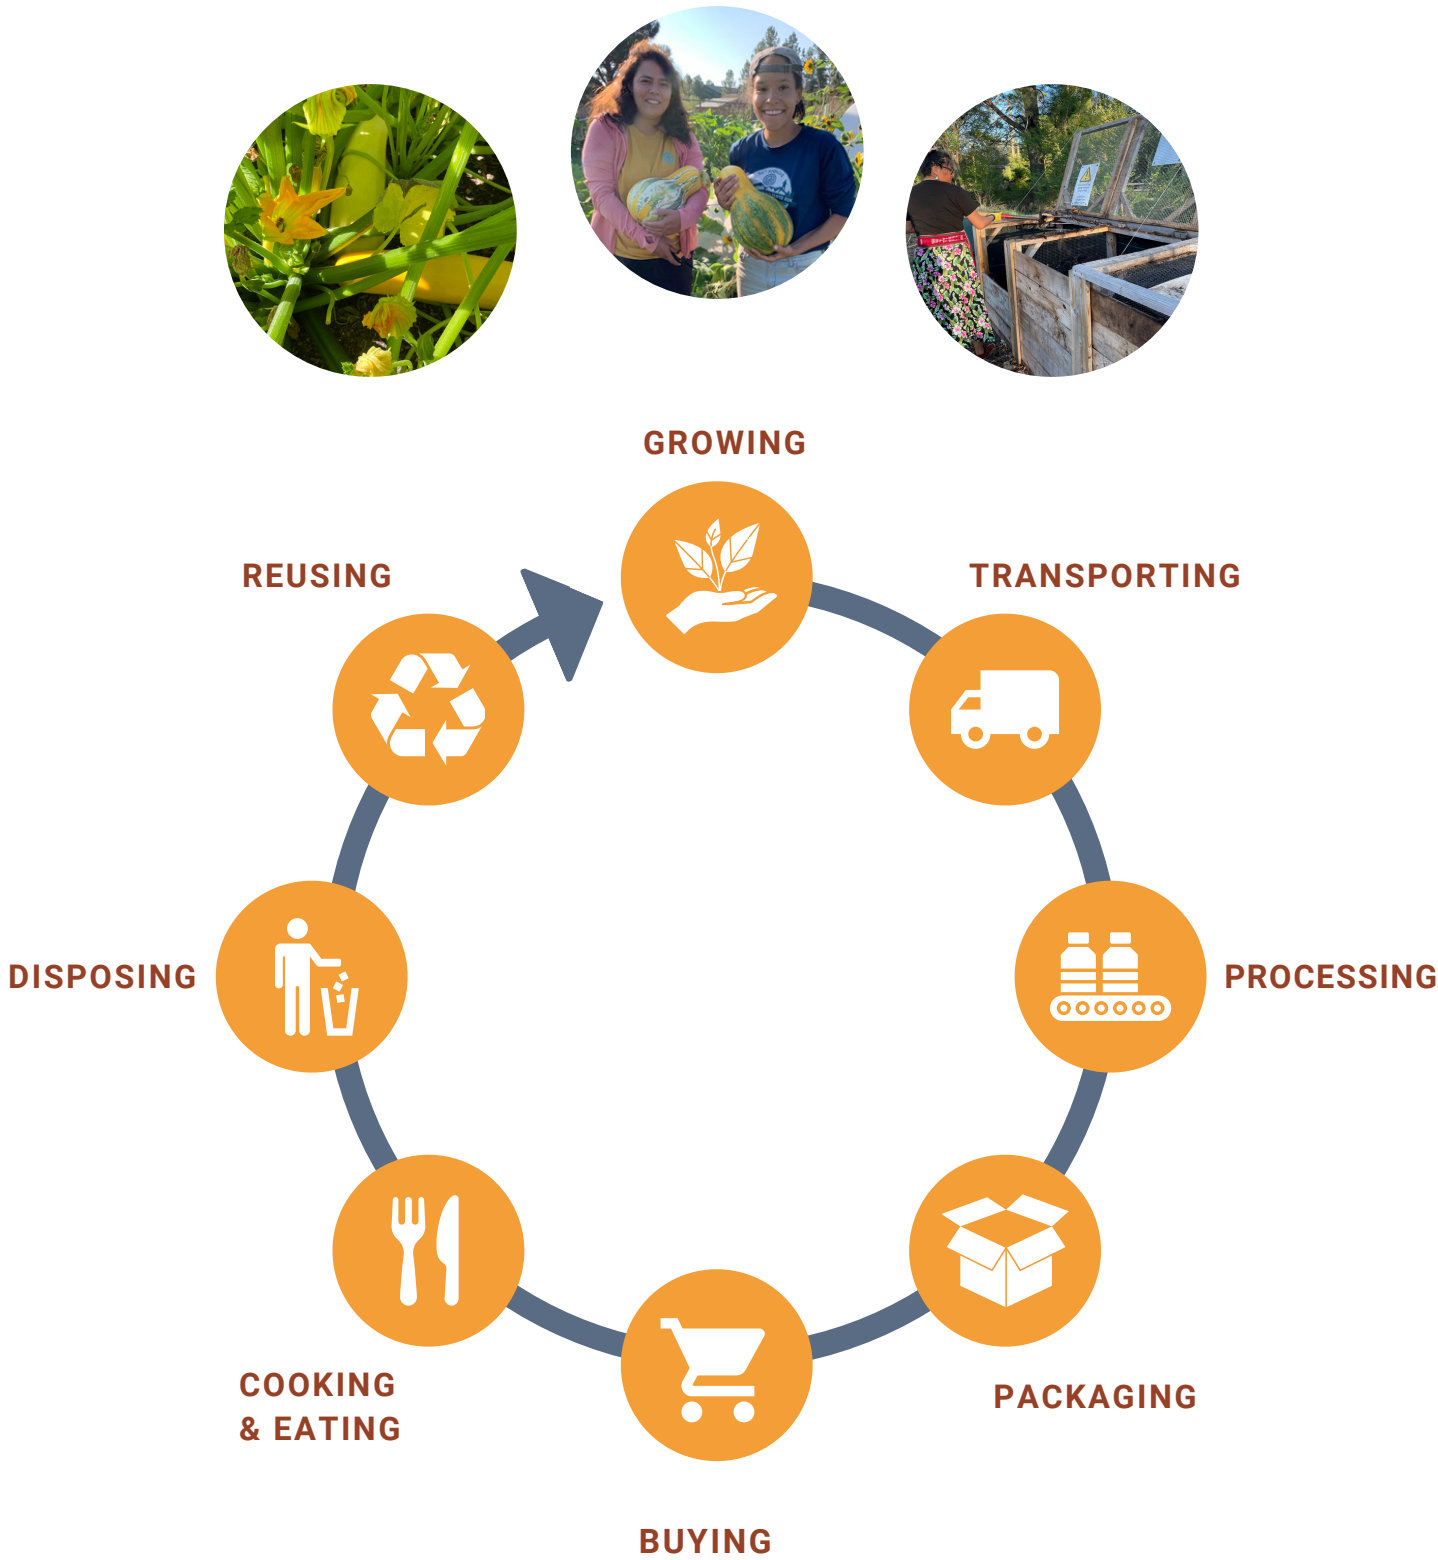 GROWING
REUSING
TRANSPORTING
DISPOSING
PROCESSING
COOKING
& EATING
PACKAGING
BUYING